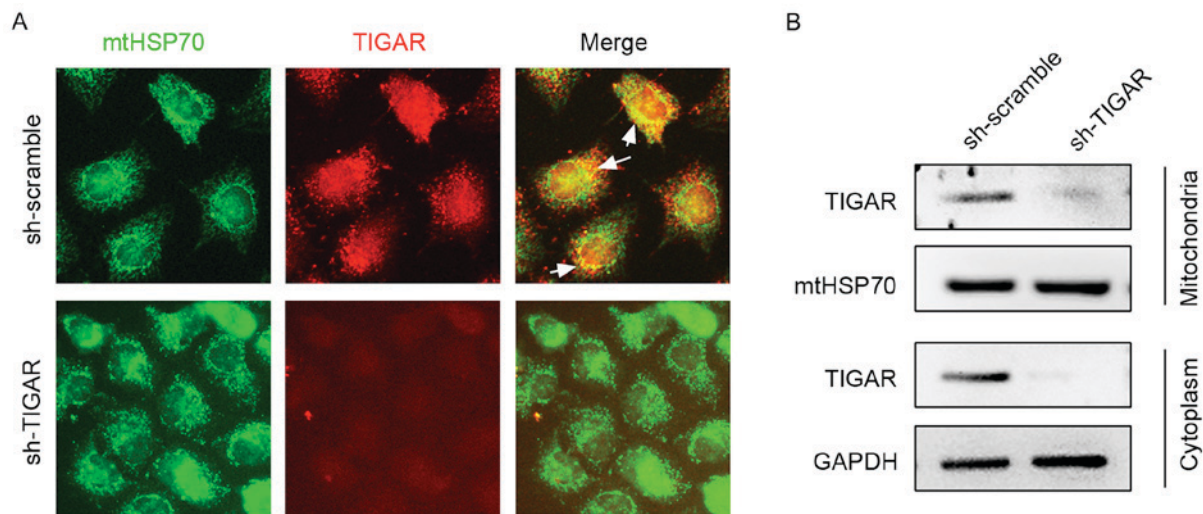 A
mtHSP70 TIGAR Merge
sh-scramble
sh-TIGAR
B
sh-scramble sh-TIGAR
TIGAR
mtHSP70
Mitochondria
TIGAR
GAPDH
Cytoplasm